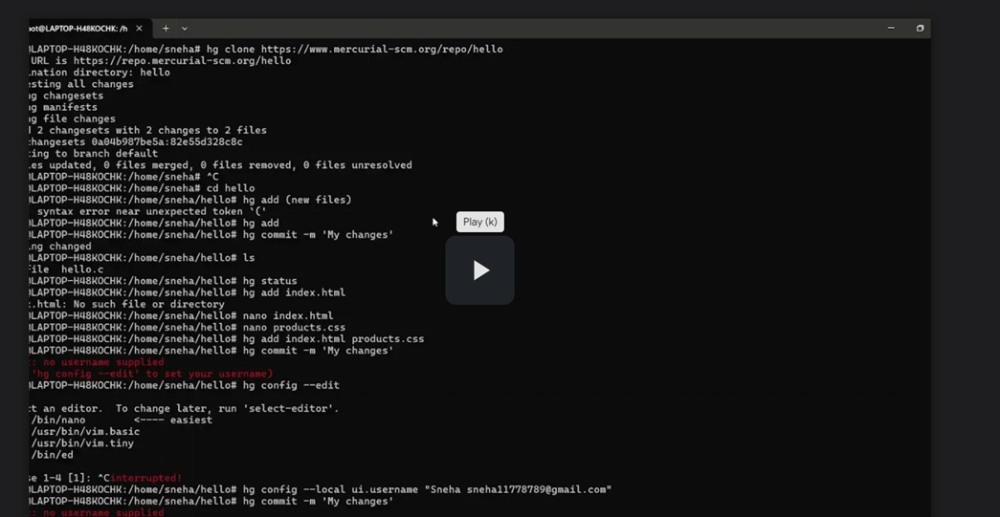 oot@LAPTOP-H48KOCHK: /h
@LAPTOP-H48KOCHK:/home/sneha# hg clone https://www.mercurial-scm.org/repo/hello
URL is https://repo.mercurial-scm.org/hello
ination directory: hello
esting all changes
ng changesets
ng manifests
ng file changes
d 2 changesets with 2 changes to 2 files
changesets 0a04b987be5a:82e55d328c8c
ting to branch default
les updated, 0 files merged, 0 files removed, 0 files unresolved
@LAPTOP-H48KOCHK:/home/sneha# ^C
@LAPTOP-H48KOCHK:/home/sneha# cd hello
@LAPTOP-H48KOCHK:/home/sneha/hello# hg add (new files)
syntax error near unexpected token `('
@LAPTOP-H48KOCHK:/home/sneha/hello# hg add
@LAPTOP-H48KOCHK:/home/sneha/hello# hg commit -m 'My changes'
ing changed
@LAPTOP-H48KOCHK:/home/sneha/hello# ls
file hello.c
@LAPTOP-H48KOCHK:/home/sneha/hello# hg status
@LAPTOP-H48KOCHK:/home/sneha/hello# hg add index.html
x.html: No such file or directory
@LAPTOP-H48KOCHK:/home/sneha/hello# nano index.html
@LAPTOP-H48KOCHK:/home/sneha/hello# nano products.css
@LAPTOP-H48KOCHK:/home/sneha/hello# hg add index.html products.css
@LAPTOP-H48KOCHK:/home/sneha/hello# hg commit -m 'My changes'
t: no username supplied
'hg config --edit' to set your username)
@LAPTOP-H48KOCHK:/home/sneha/hello# hg config --edit
ct an editor. To change later, run 'select-editor'.
/bin/nano <---- easiest
/usr/bin/vim.basic
/usr/bin/vim.tiny
/bin/ed
se 1-4 [1]: ^Cinterrupted!
@LAPTOP-H48KOCHK:/home/sneha/hello# hg config --local ui.username "Sneha sneha11778789@gmail.com"
@LAPTOP-H48KOCHK:/home/sneha/hello# hg commit -m 'My changes'
t: no username supplied
Play (k)